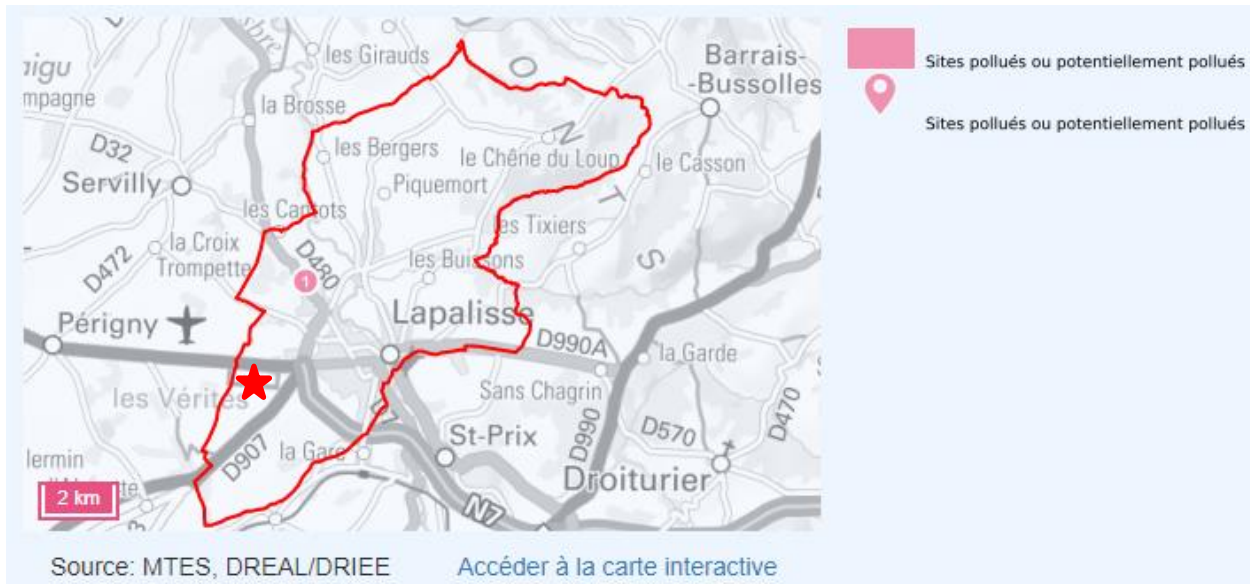 les Girauds
Barrais-
-Bussolles
la Brosse
D32
les Bergers
le Chêne du Loup
le Casson
O
N
T
S
Servilly
Piquemort
les Tixiers
la Croix
Trompette
D480
D472
1
les Buissons
Périgny
Lapalisse
D990A
la Garde
les Vérités
Sans Chagrin
D470
D570
D990
St-Prix
Droiturier
la Gare
D907
lermin
2 km
N7
Sites pollués ou potentiellement pollués
Sites pollués ou potentiellement pollués
Source: MTES, DREAL/DRIEE Accéder à la carte interactive